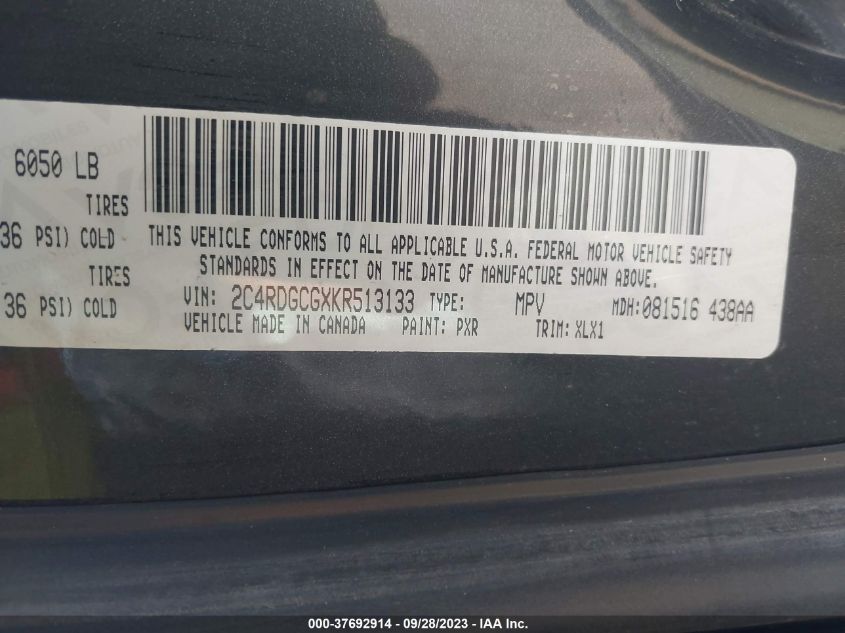 6050 LB
TIRES
36 PSI) COLD
TIRES
36 PSI) COLD
THIS VEHICLE CONFORMS TO ALL APPLICABLE U.S.A. FEDERAL MOTOR VEHICLE SAFETY
STANDARDS IN EFFECT ON THE DATE OF MANUFACTURE SHOWN ABOVE.
VIN: 2C4RDGCGXKR513133 TYPE: MPV MDH:081516 438AA
VEHICLE MADE IN CANADA PAINT: PXR TRIM: XLX1
000-37692914 - 09/28/2023 - IAA Inc.